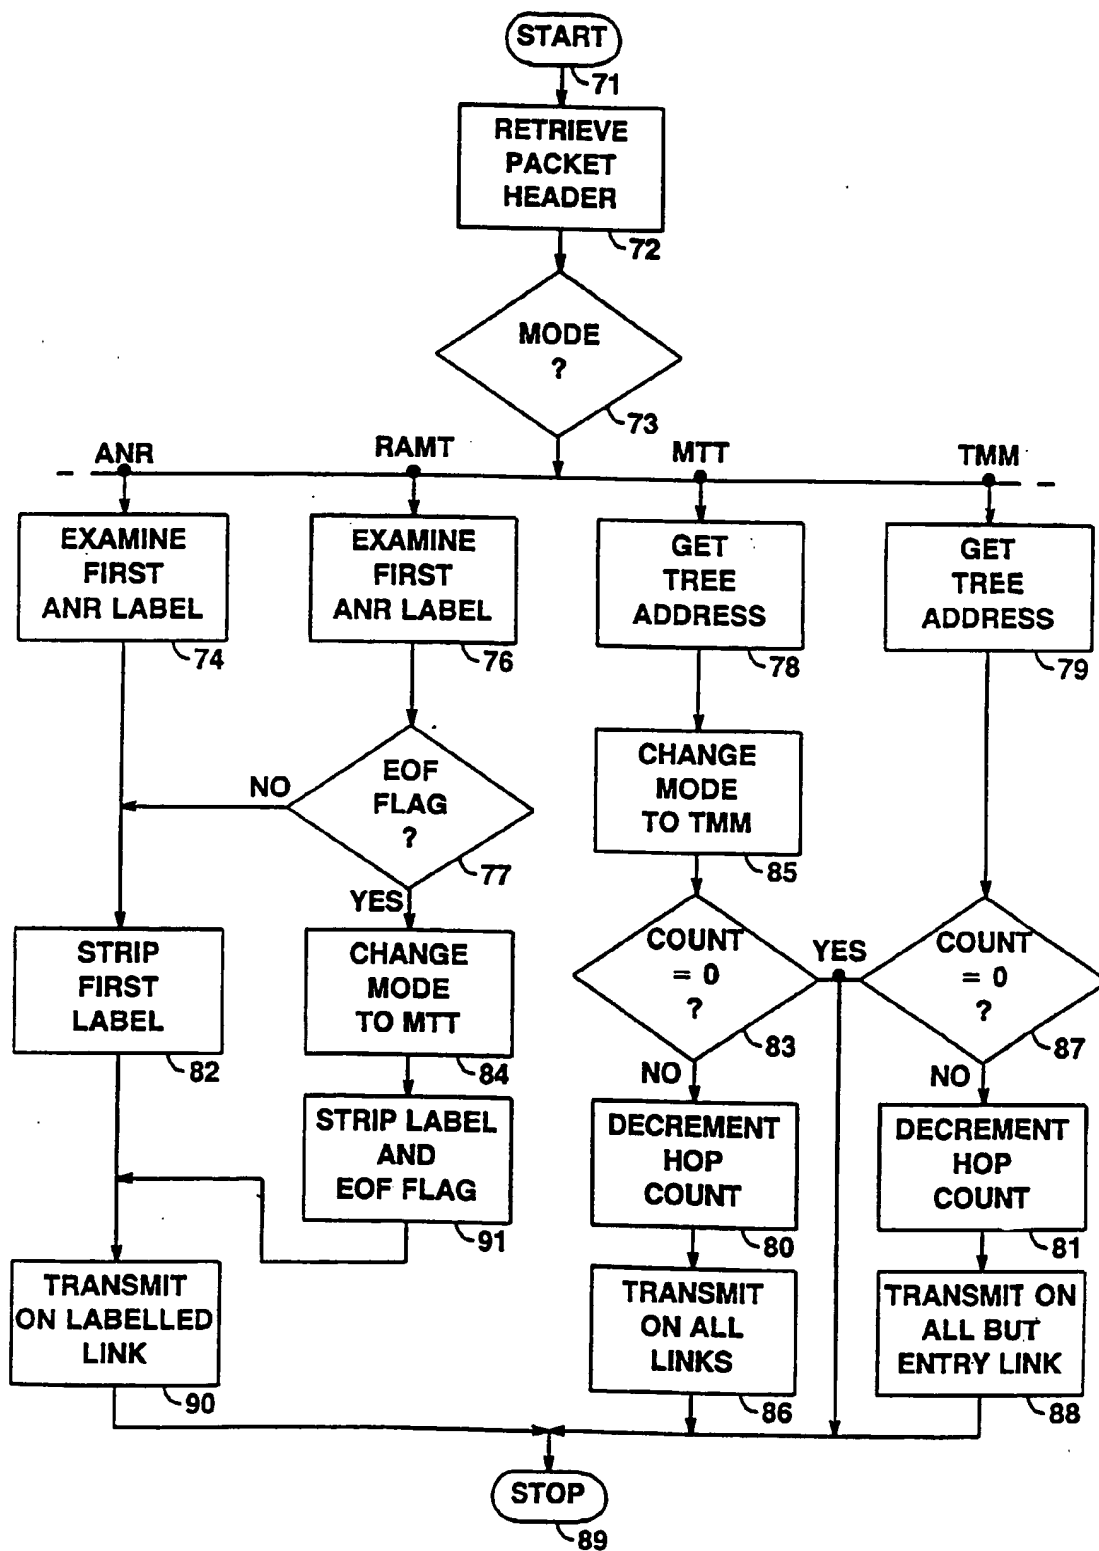 START
71
RETRIEVE
PACKET
HEADER
72
MODE
?
73
ANR
RAMT
MTT
TMM
EXAMINE
FIRST
ANR LABEL
74
EXAMINE
FIRST
ANR LABEL
76
GET
TREE
ADDRESS
78
GET
TREE
ADDRESS
79
EOF
FLAG
?
77
NO
YES
CHANGE
MODE
TO TMM
85
STRIP
FIRST
LABEL
82
CHANGE
MODE
TO MTT
84
COUNT
= 0
?
83
YES
COUNT
= 0
?
87
NO
NO
STRIP LABEL
AND
EOF FLAG
91
DECREMENT
HOP
COUNT
80
DECREMENT
HOP
COUNT
81
TRANSMIT
ON LABELLED
LINK
90
TRANSMIT
ON ALL
LINKS
86
TRANSMIT ON
ALL BUT
ENTRY LINK
88
STOP
89